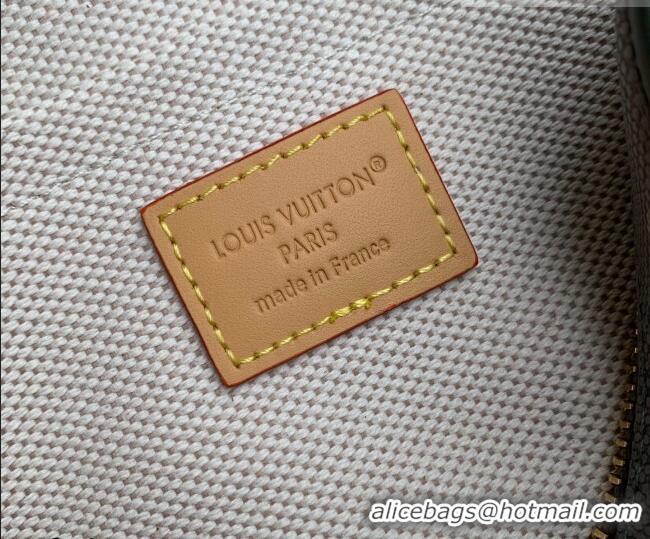 LOUIS VUITTON®
PARIS
made in France
alicebags@hotmail.com